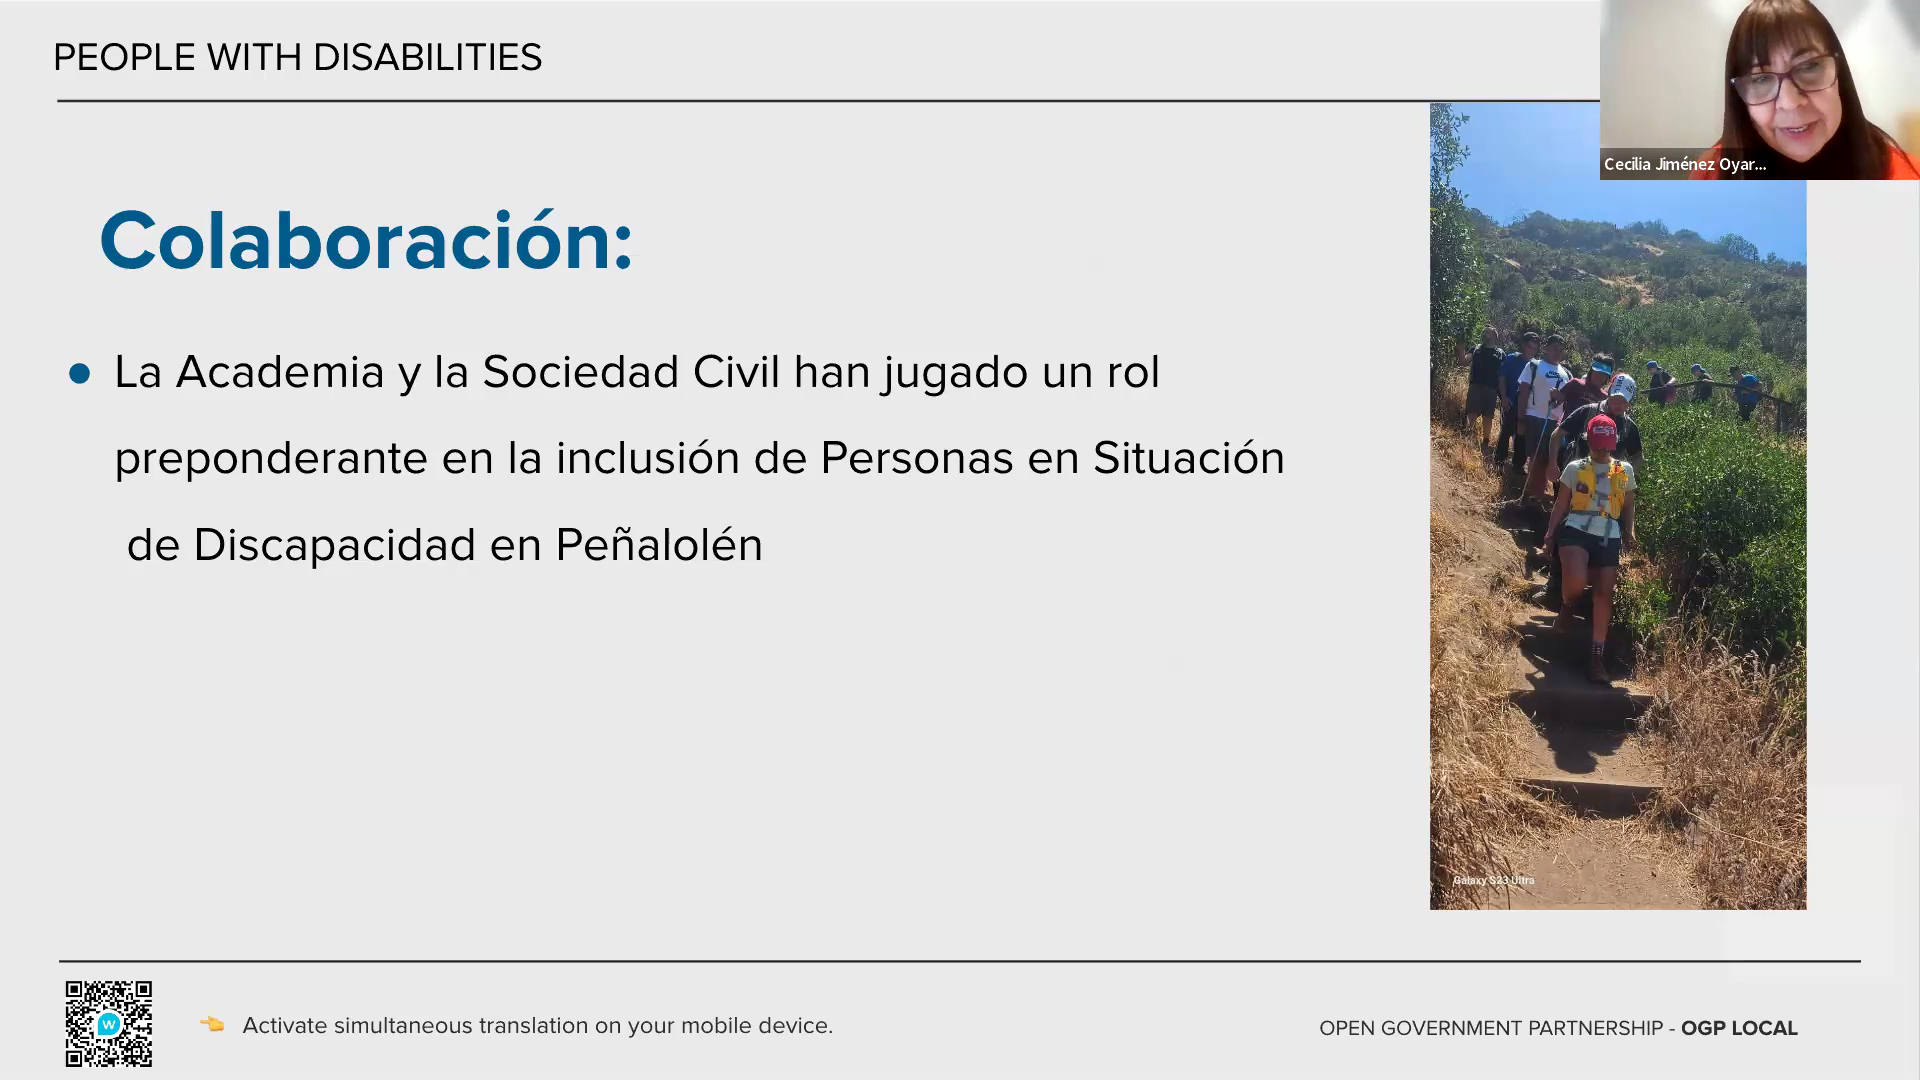 PEOPLE WITH DISABILITIES
Cecilia Jiménez Oyar...
Colaboración:
● La Academia y la Sociedad Civil han jugado un rol
preponderante en la inclusión de Personas en Situación
de Discapacidad en Peñalolén
Galaxy S23 Ultra
W
👈 Activate simultaneous translation on your mobile device.
OPEN GOVERNMENT PARTNERSHIP - OGP LOCAL